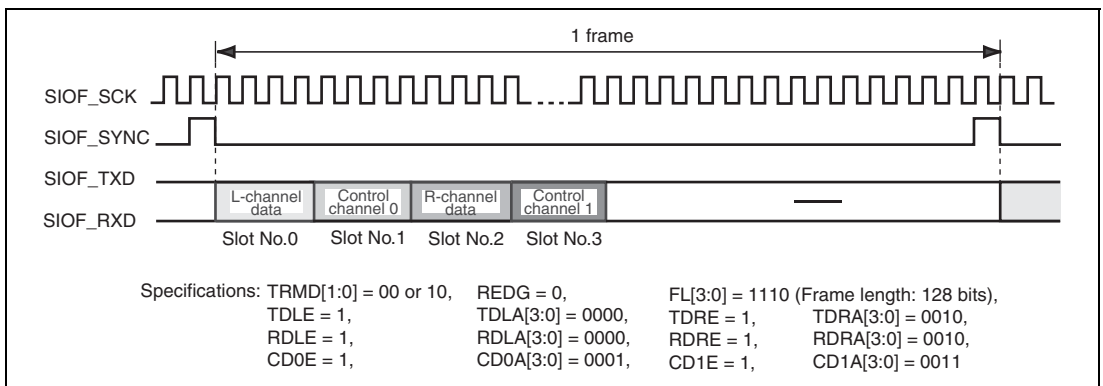 1 frame
SIOF_SCK
SIOF_SYNC
SIOF_TXD
SIOF_RXD
L-channel data
Control channel 0
R-channel data
Control channel 1
Slot No.0 Slot No.1 Slot No.2 Slot No.3
Specifications: TRMD[1:0] = 00 or 10, REDG = 0, FL[3:0] = 1110 (Frame length: 128 bits),
TDLE = 1, TDLA[3:0] = 0000, TDRE = 1, TDRA[3:0] = 0010,
RDLE = 1, RDLA[3:0] = 0000, RDRE = 1, RDRA[3:0] = 0010,
CD0E = 1, CD0A[3:0] = 0001, CD1E = 1, CD1A[3:0] = 0011